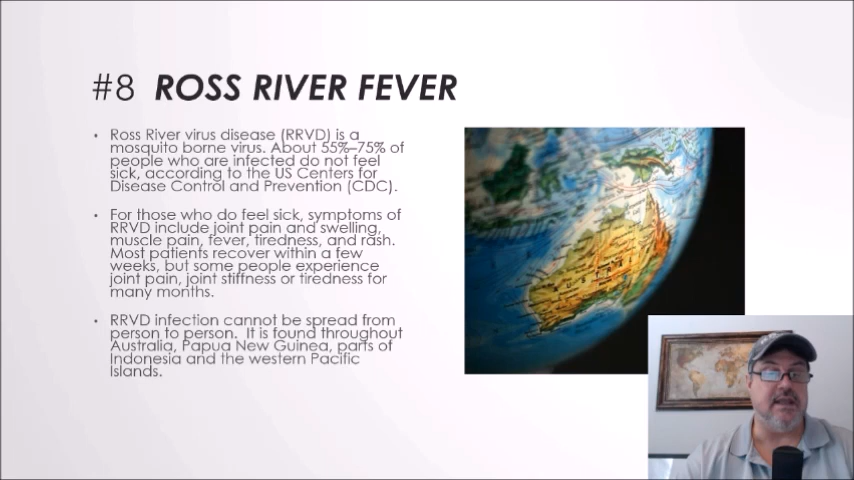 #8 ROSS RIVER FEVER
• Ross River virus disease (RRVD) is a
mosquito borne virus. About 55%–75% of
people who are infected do not feel
sick, according to the US Centers for
Disease Control and Prevention (CDC).
• For those who do feel sick, symptoms of
RRVD include joint pain and swelling,
muscle pain, fever, tiredness, and rash.
Most patients recover within a few
weeks, but some people experience
joint pain, joint stiffness or tiredness for
many months.
• RRVD infection cannot be spread from
person to person.  It is found throughout
Australia, Papua New Guinea, parts of
Indonesia and the western Pacific
Islands.